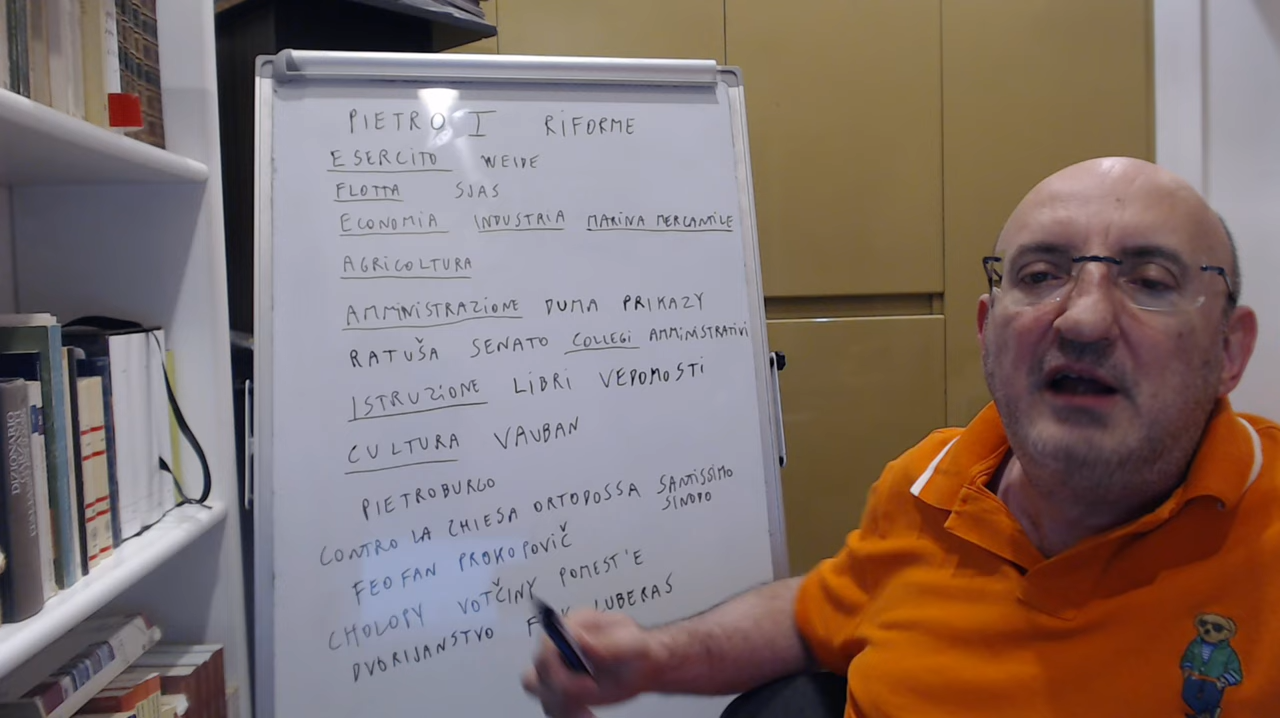 PIETRO I RIFORME
ESERCITO WEIDE
FLOTTA SJAS
ECONOMIA INDUSTRIA MARINA MERCANTILE
AGRICOLTURA
AMMINISTRAZIONE DUMA PRIKAZY
RATUŠA SENATO COLLEGI AMMINISTRATIVI
ISTRUZIONE LIBRI VEDOMOSTI
CULTURA VAUBAN
PIETROBURGO
CONTRO LA CHIESA ORTODOSSA SANTISSIMO
SINODO
FEOFAN PROKOPOVIČ
CHOLOPY VOTČINY POMEST'E
DVORIJANSTVO LUBERAS